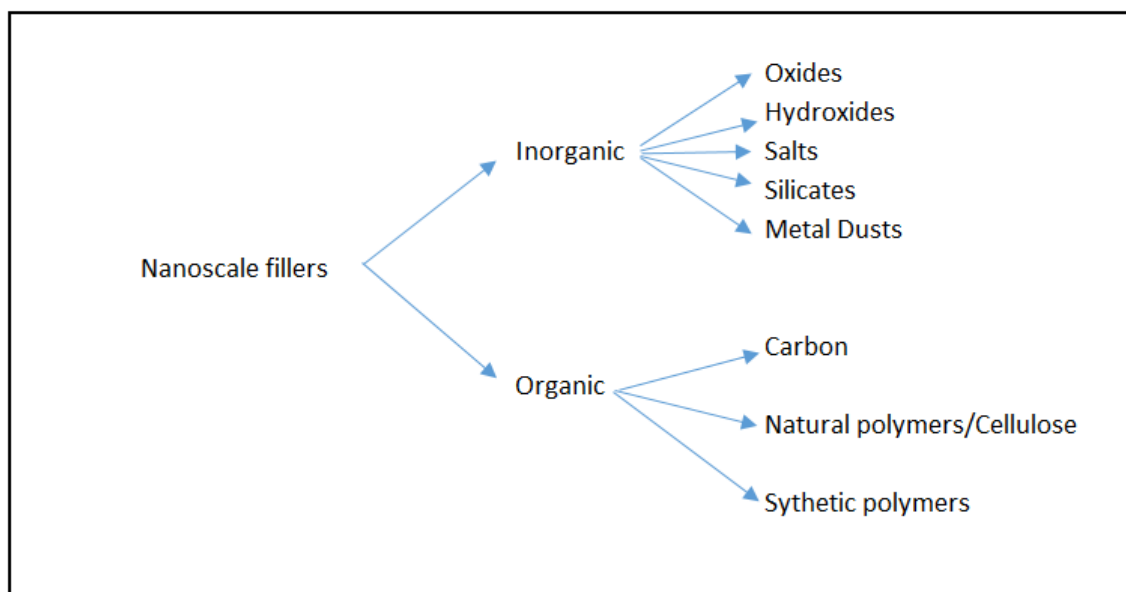 Oxides
Hydroxides
Inorganic
Salts
Silicates
Metal Dusts
Nanoscale fillers
Carbon
Organic
Natural polymers/Cellulose
Sythetic polymers